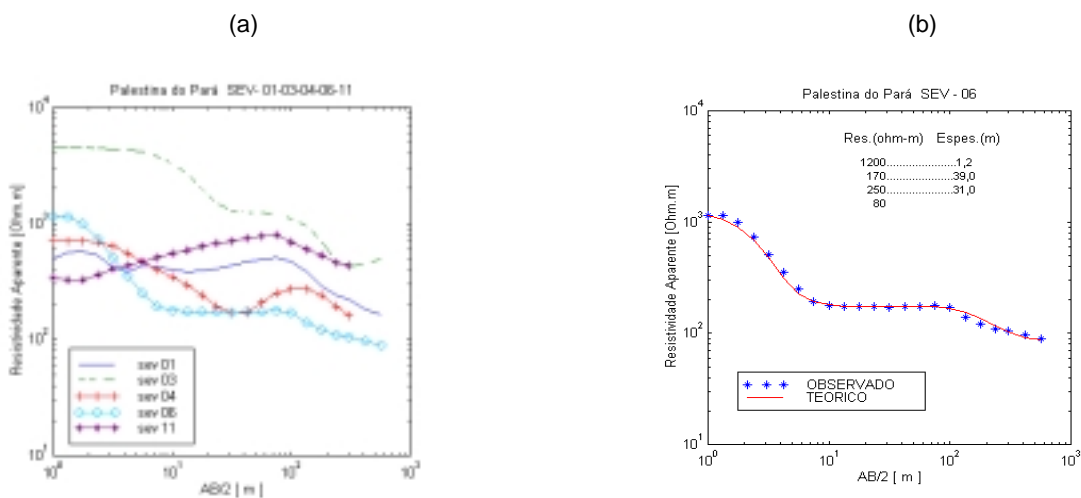 (a)
Palestina do Pará SEV- 01-03-04-06-11
10^4
10^3
10^2
10^1
Resistividade Aparente [Ohm.m]
sev 01
sev 03
sev 04
sev 06
sev 11
10^0
10^1
10^2
10^3
AB/2 [ m ]
(b)
Palestina do Pará SEV - 06
10^4
10^3
10^2
10^1
Resistividade Aparente [Ohm.m]
Res.(ohm-m) Espes.(m)
1200.....................1,2
170....................39,0
250....................31,0
80
OBSERVADO
TEORICO
10^0
10^1
10^2
10^3
AB/2 [ m ]